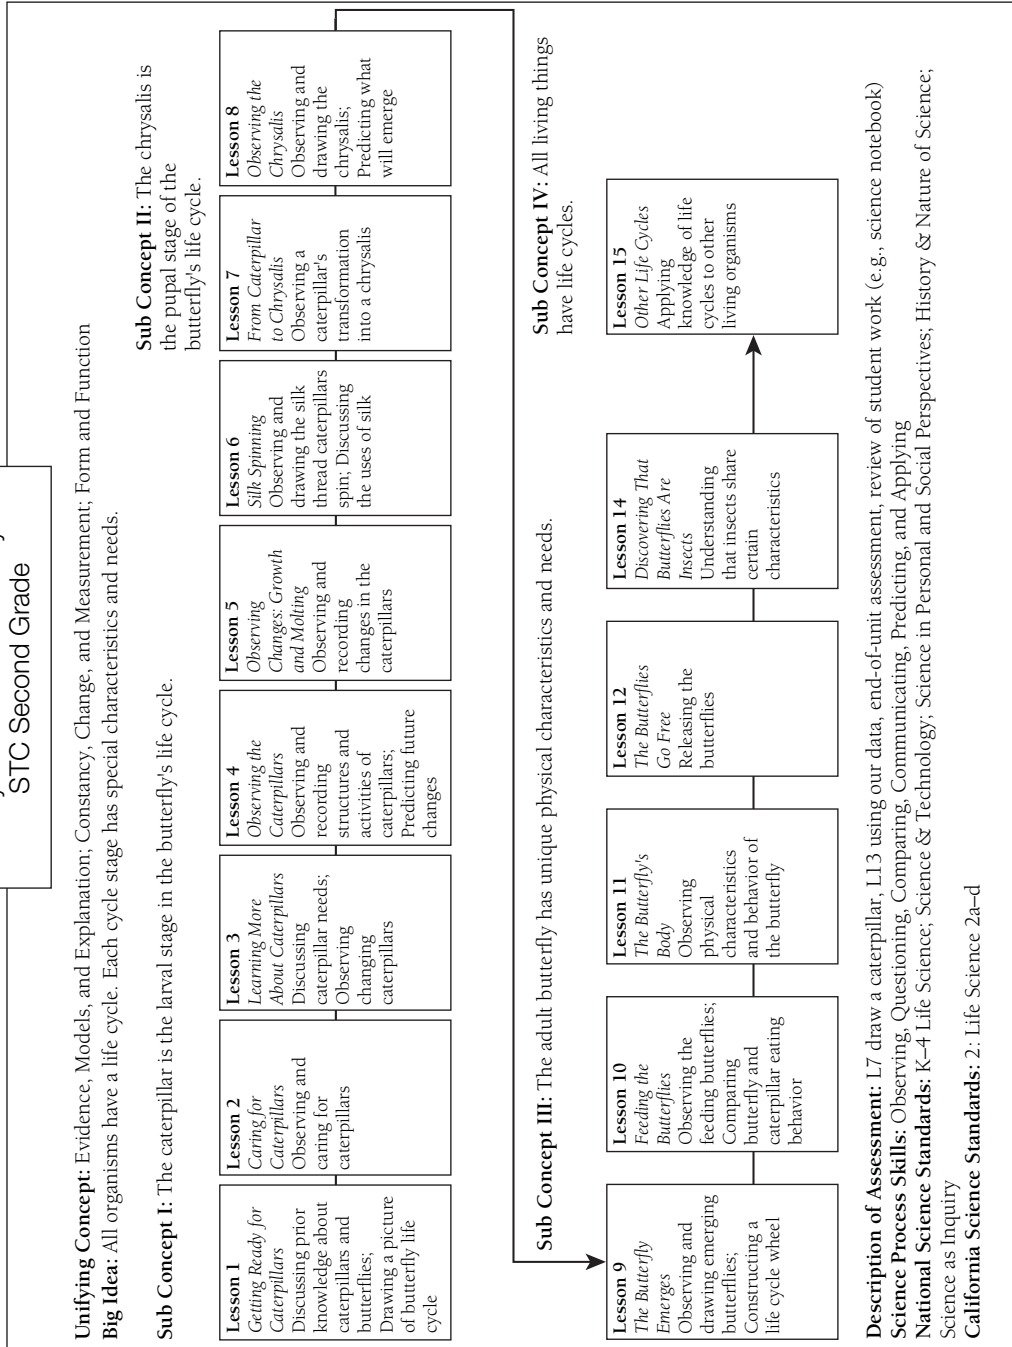 STC Second Grade
Unifying Concept: Evidence, Models, and Explanation; Constancy, Change, and Measurement; Form and Function
Big Idea: All organisms have a life cycle. Each cycle stage has special characteristics and needs.
Sub Concept I: The caterpillar is the larval stage in the butterfly's life cycle.
Sub Concept II: The chrysalis is
the pupal stage of the
butterfly's life cycle.
Lesson 1
Getting Ready for
Caterpillars
Discussing prior
knowledge about
caterpillars and
butterflies;
Drawing a picture
of butterfly life
cycle
Lesson 2
Caring for
Caterpillars
Observing and
caring for
caterpillars
Lesson 3
Learning More
About Caterpillars
Discussing
caterpillar needs;
Observing
changing
caterpillars
Lesson 4
Observing the
Caterpillars
Observing and
recording
structures and
activities of
caterpillars;
Predicting future
changes
Lesson 5
Observing
Changes: Growth
and Molting
Observing and
recording
changes in the
caterpillars
Lesson 6
Silk Spinning
Observing and
drawing the silk
thread caterpillars
spin; Discussing
the uses of silk
Lesson 7
From Caterpillar
to Chrysalis
Observing a
caterpillar's
transformation
into a chrysalis
Lesson 8
Observing the
Chrysalis
Observing and
drawing the
chrysalis;
Predicting what
will emerge
Sub Concept III: The adult butterfly has unique physical characteristics and needs.
Sub Concept IV: All living things
have life cycles.
Lesson 9
The Butterfly
Emerges
Observing and
drawing emerging
butterflies;
Constructing a
life cycle wheel
Lesson 10
Feeding the
Butterflies
Observing the
feeding butterflies;
Comparing
butterfly and
caterpillar eating
behavior
Lesson 11
The Butterfly's
Body
Observing
physical
characteristics
and behavior of
the butterfly
Lesson 12
The Butterflies
Go Free
Releasing the
butterflies
Lesson 14
Discovering That
Butterflies Are
Insects
Understanding
that insects share
certain
characteristics
Lesson 15
Other Life Cycles
Applying
knowledge of life
cycles to other
living organisms
Description of Assessment: L7 draw a caterpillar, L13 using our data, end-of-unit assessment, review of student work (e.g., science notebook)
Science Process Skills: Observing, Questioning, Comparing, Communicating, Predicting, and Applying
National Science Standards: K–4 Life Science; Science & Technology; Science in Personal and Social Perspectives; History & Nature of Science;
Science as Inquiry
California Science Standards: 2: Life Science 2a–d